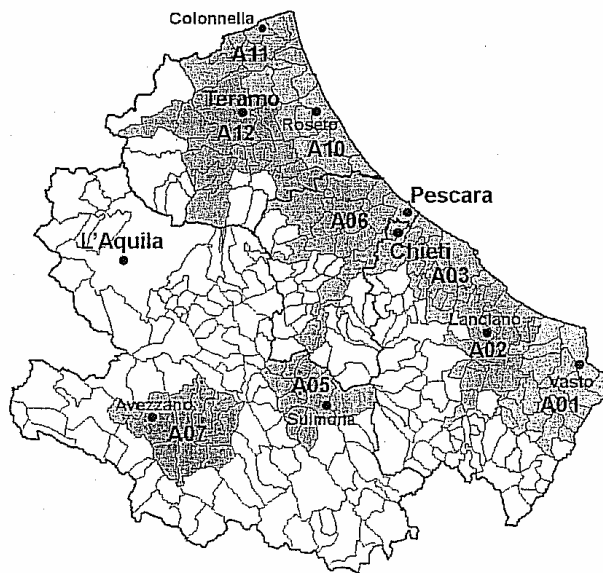 Colonnella
A11
Teramo
A12
Roseto
A10
Pescara
A06
L'Aquila
Chieti
A03
Lanciano
A02
A05
Vasto
Avezzano
A01
Sulmona
A07